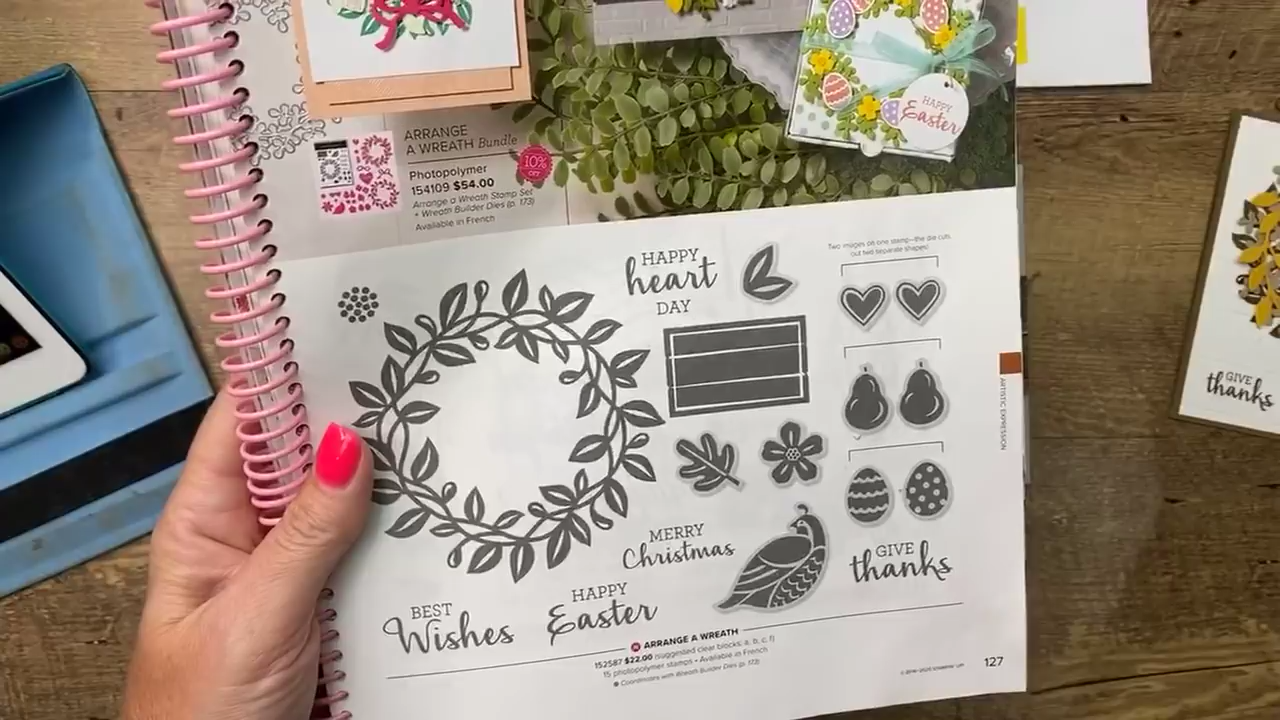 HAPPY
Easter
ARRANGE
A WREATH Bundle
10%
OFF
Photopolymer
154109 $54.00
Arrange a Wreath Stamp Set
+ Wreath Builder Dies (p. 173)
Available in French
Two images on one stamp—the die cuts
out two separate shapes!
HAPPY
heart
DAY
ARTISTIC EXPRESSION
GIVE
thanks
MERRY
Christmas
GIVE
thanks
BEST
Wishes
HAPPY
Easter
ARRANGE A WREATH
152587 $22.00 (suggested clear blocks: a, b, c, f)
15 photopolymer stamps • Available in French
Coordinates with Wreath Builder Dies (p. 173)
127